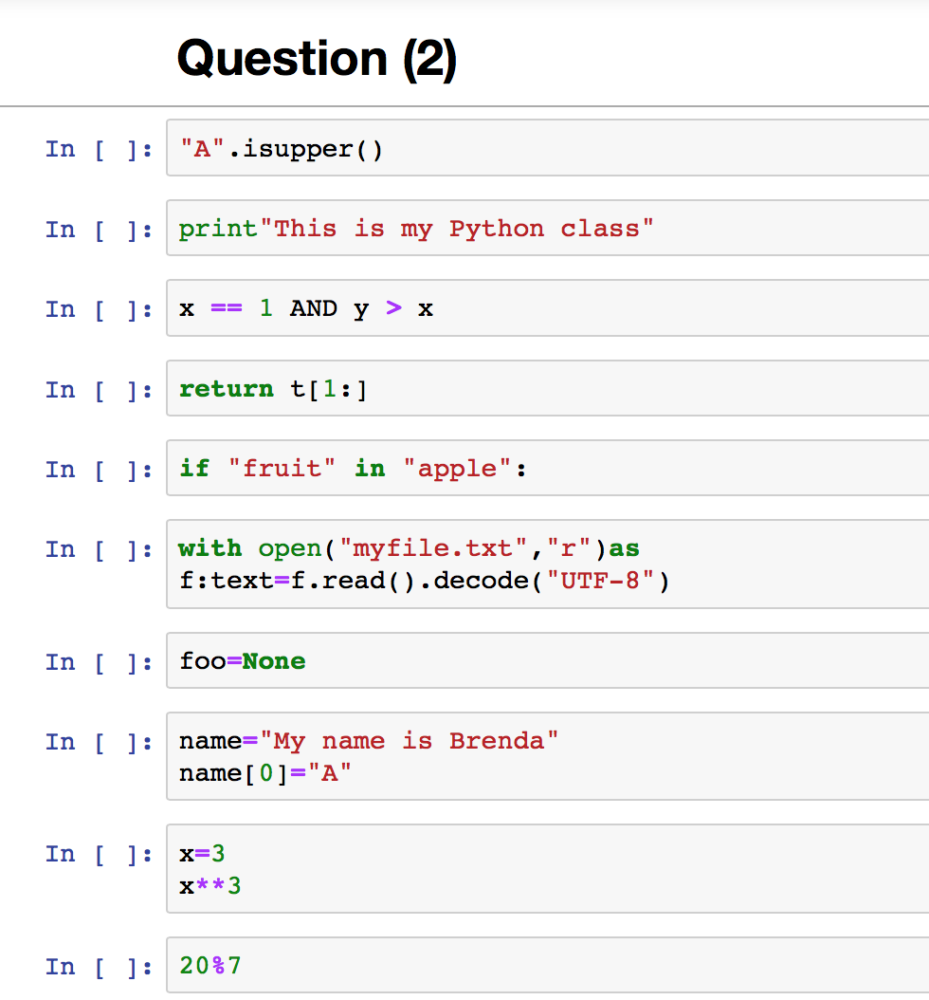 Question (2)
In [ ]: "A".isupper()
In [ ]: print"This is my Python class"
In [ ]: x == 1 AND y > x
In [ ]: return t[1:]
In [ ]: if "fruit" in "apple":
In [ ]: with open("myfile.txt","r")as
f:text=f.read().decode("UTF-8")
In [ ]: foo=None
In [ ]: name="My name is Brenda"
name[0]="A"
In [ ]: x=3
x**3
In [ ]: 20%7